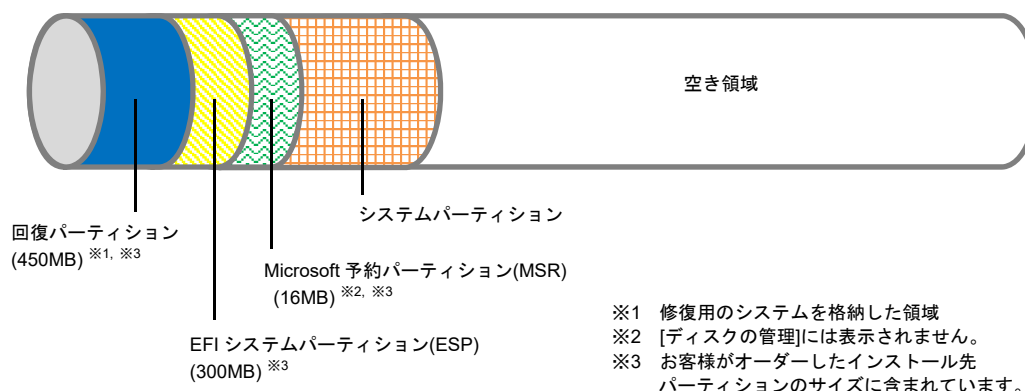 空き領域
システムパーティション
回復パーティション
(450MB) ※1, ※3
Microsoft 予約パーティション(MSR)
(16MB) ※2, ※3
EFI システムパーティション(ESP)
(300MB) ※3
※1 修復用のシステムを格納した領域
※2 [ディスクの管理]には表示されません。
※3 お客様がオーダーしたインストール先
パーティションのサイズに含まれています。